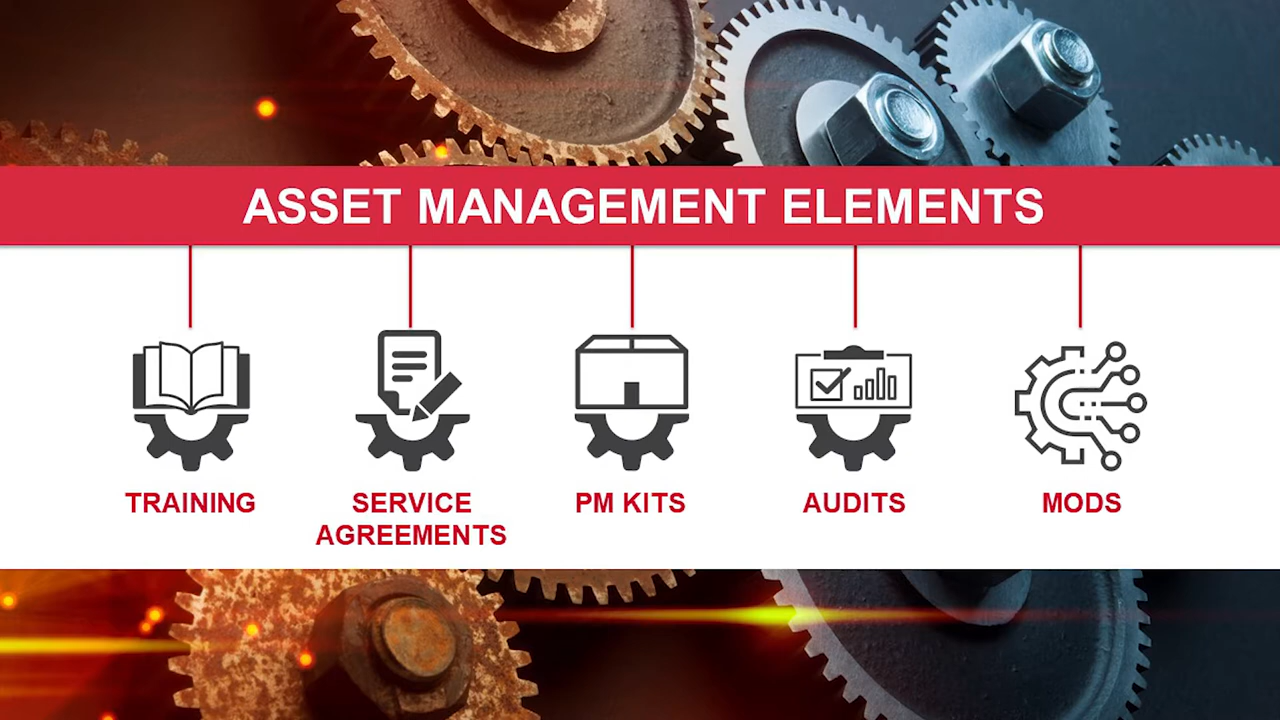 ASSET MANAGEMENT ELEMENTS
TRAINING
SERVICE
AGREEMENTS
PM KITS
AUDITS
MODS